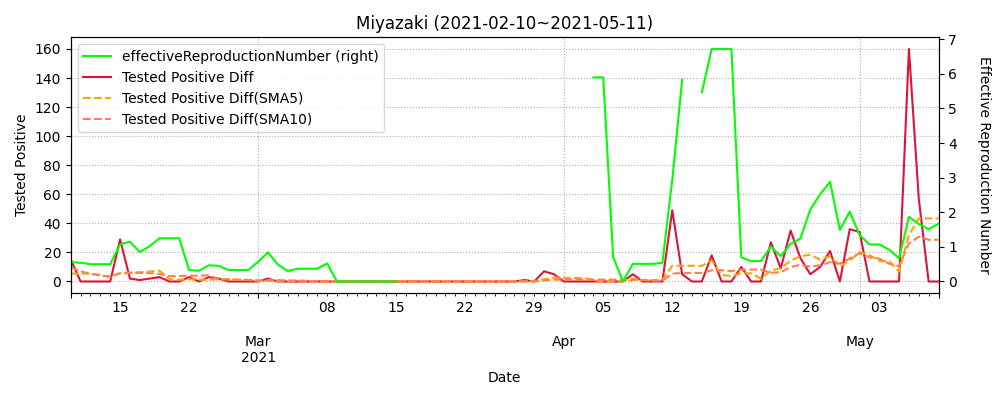 Miyazaki (2021-02-10~2021-05-11)
effectiveReproductionNumber (right)
Tested Positive Diff
Tested Positive Diff(SMA5)
Tested Positive Diff(SMA10)
Tested Positive
160
140
120
100
80
60
40
20
0
7
6
5
4
3
2
1
0
Effective Reproduction Number
15 22 08 15 22 29 05 12 19 26 03
Mar Apr May
2021
Date